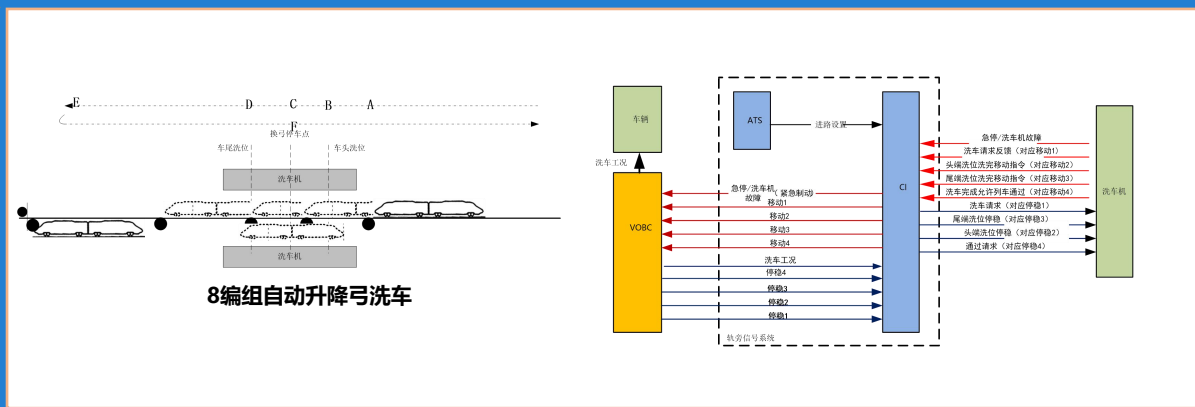 E
D
C
B
A
F
换弓停车点
车尾洗位
车头洗位
洗车机
洗车机
8编组自动升降弓洗车
车辆
洗车工况
VOBC
ATS
进路设置
CI
急停/洗车机
故障
(紧急制动)
移动1
移动2
移动3
移动4
洗车工况
停稳4
停稳3
停稳2
停稳1
轨旁信号系统
急停/洗车机故障
洗车请求反馈（对应移动1）
头端洗位洗完移动指令（对应移动2）
尾端洗位洗完移动指令（对应移动3）
洗车完成允许列车通过（对应移动4）
洗车请求（对应停稳1）
尾端洗位停稳（对应停稳3）
头端洗位停稳（对应停稳2）
通过请求（对应停稳4）
洗车机